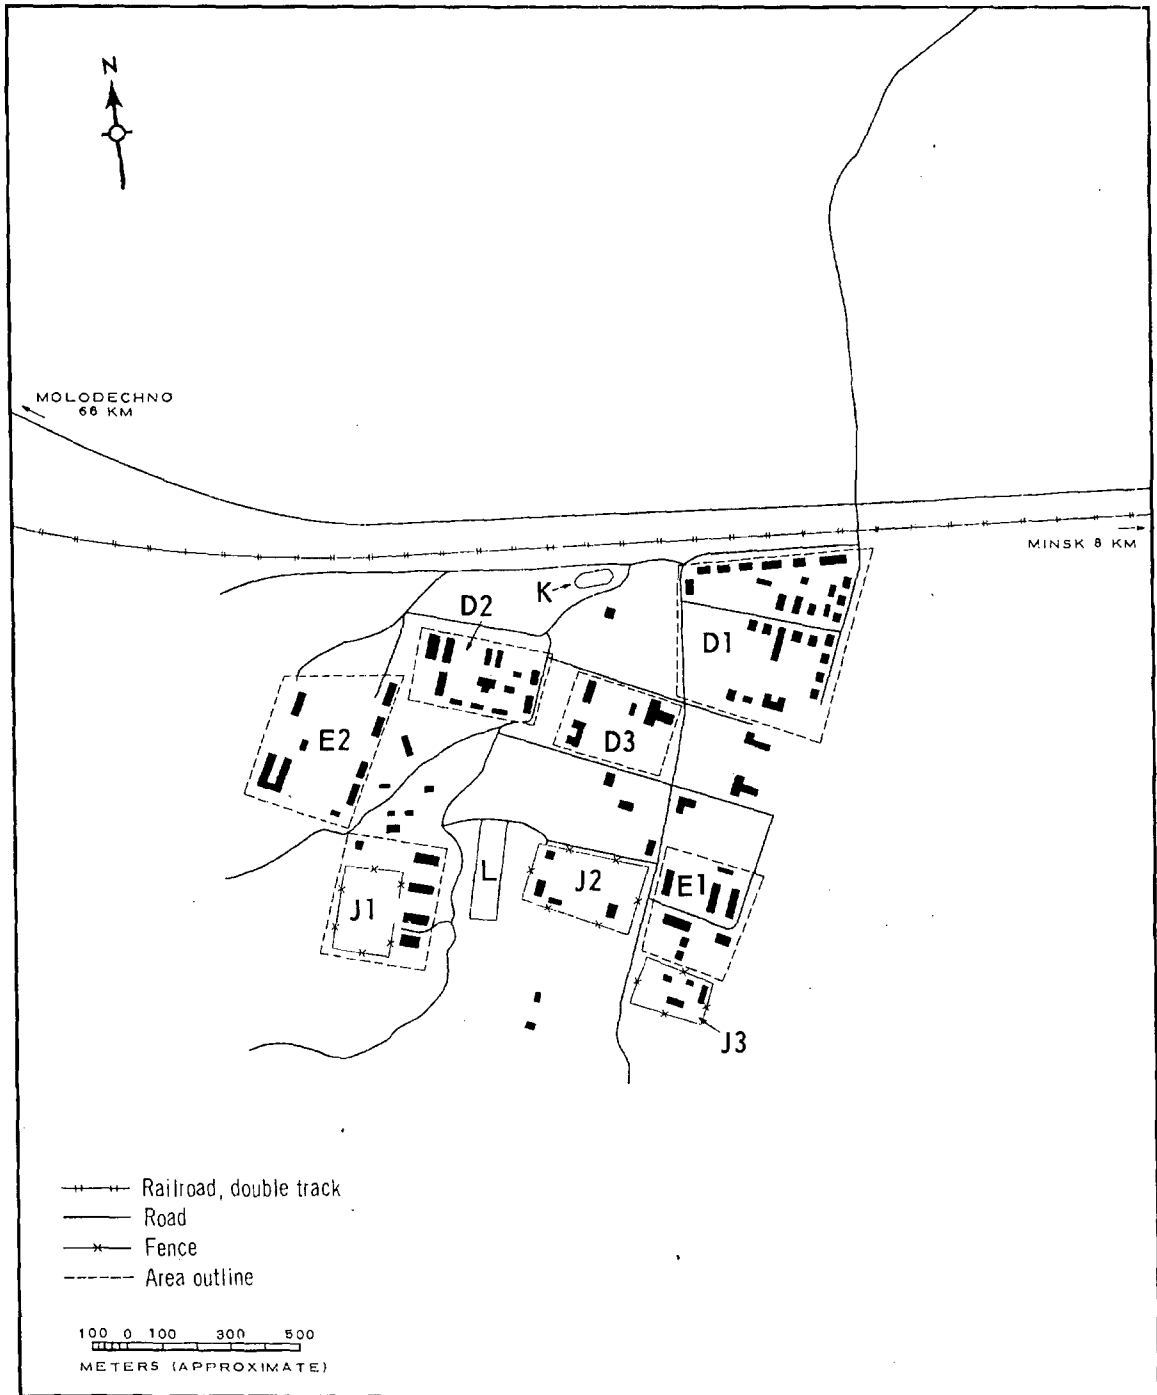 N
MOLODECHNO
66 KM
MINSK 8 KM
K
D2
D1
E2
D3
L
J2
E1
J1
J3
Railroad, double track
Road
Fence
Area outline
100 0 100 300 500
METERS (APPROXIMATE)